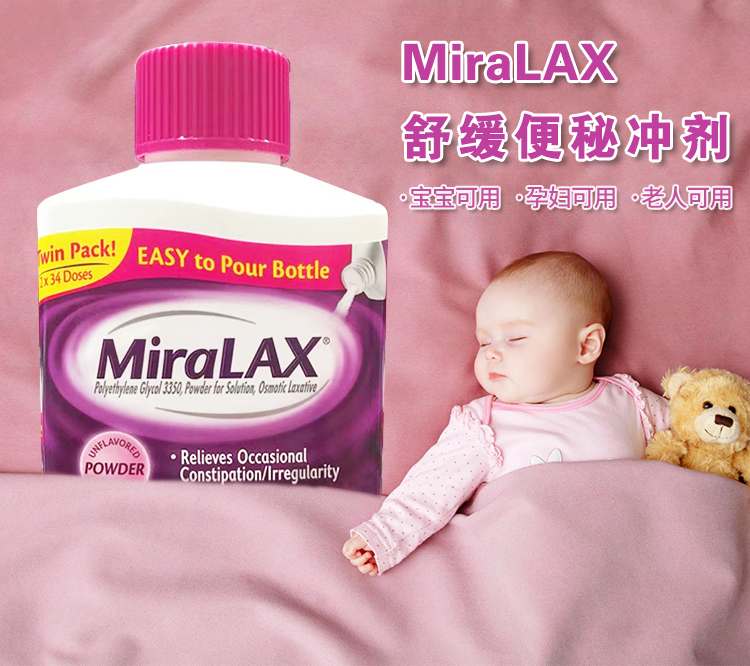 MiraLAX
舒缓便秘冲剂
·宝宝可用 ·孕妇可用 ·老人可用
Twin Pack!
2 x 34 Doses
EASY to Pour Bottle
MiraLAX®
Polyethylene Glycol 3350, Powder for Solution, Osmotic Laxative
UNFLAVORED
POWDER
• Relieves Occasional
Constipation/Irregularity